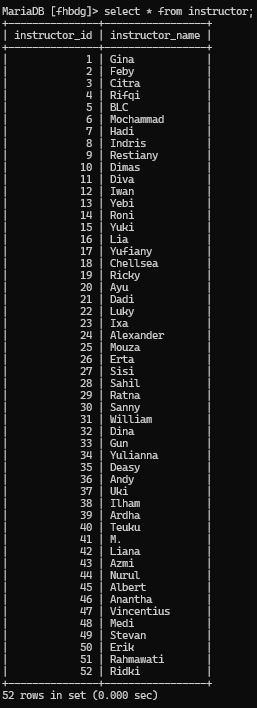 MariaDB [fhbdg]> select * from instructor;
+---------------+-----------------+
| instructor_id | instructor_name |
+---------------+-----------------+
|             1 | Gina            |
|             2 | Feby            |
|             3 | Citra           |
|             4 | Rifqi           |
|             5 | BLC             |
|             6 | Mochammad       |
|             7 | Hadi            |
|             8 | Indris          |
|             9 | Restiany        |
|            10 | Dimas           |
|            11 | Diva            |
|            12 | Iwan            |
|            13 | Yebi            |
|            14 | Roni            |
|            15 | Yuki            |
|            16 | Lia             |
|            17 | Yufiany         |
|            18 | Chellsea        |
|            19 | Ricky           |
|            20 | Ayu             |
|            21 | Dadi            |
|            22 | Luky            |
|            23 | Ixa             |
|            24 | Alexander       |
|            25 | Mouza           |
|            26 | Erta            |
|            27 | Sisi            |
|            28 | Sahil           |
|            29 | Ratna           |
|            30 | Sanny           |
|            31 | William         |
|            32 | Dina            |
|            33 | Gun             |
|            34 | Yulianna        |
|            35 | Deasy           |
|            36 | Andy            |
|            37 | Uki             |
|            38 | Ilham           |
|            39 | Ardha           |
|            40 | Teuku           |
|            41 | M.              |
|            42 | Liana           |
|            43 | Azmi            |
|            44 | Nurul           |
|            45 | Albert          |
|            46 | Anantha         |
|            47 | Vincentius      |
|            48 | Medi            |
|            49 | Stevan          |
|            50 | Erik            |
|            51 | Rahmawati       |
|            52 | Ridki           |
+---------------+-----------------+
52 rows in set (0.000 sec)